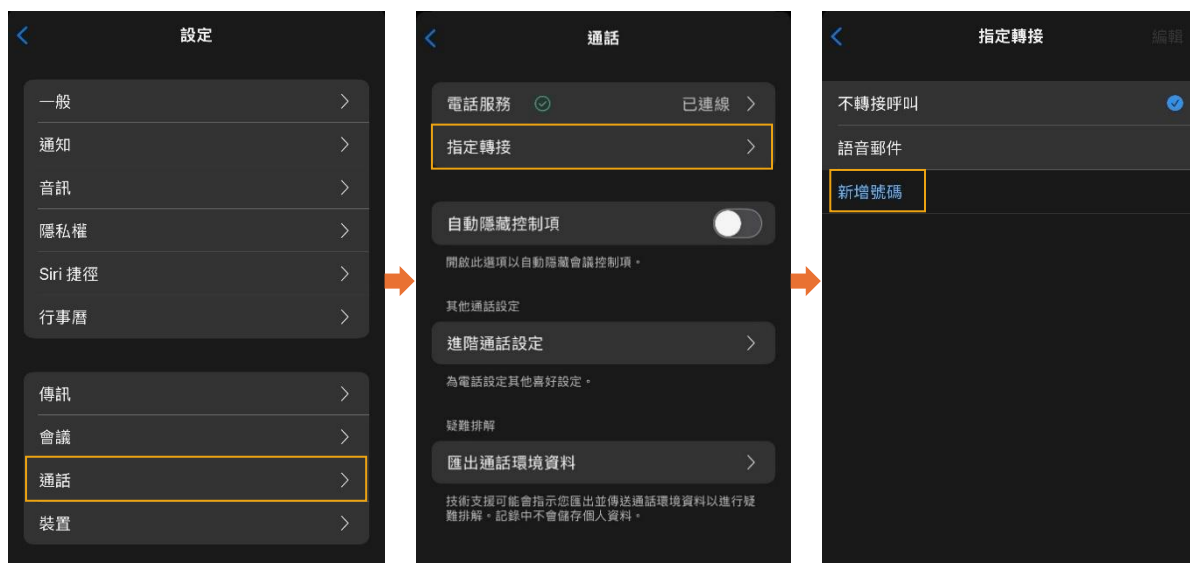 設定
一般
通知
音訊
隱私權
Siri 捷徑
行事曆
傳訊
會議
通話
裝置
通話
電話服務 已連線
指定轉接
自動隱藏控制項
開啟此選項以自動隱藏會議控制項。
其他通話設定
進階通話設定
為電話設定其他喜好設定。
疑難排解
匯出通話環境資料
技術支援可能會指示您匯出並傳送通話環境資料以進行疑
難排解。記錄中不會儲存個人資料。
指定轉接 編輯
不轉接呼叫
語音郵件
新增號碼